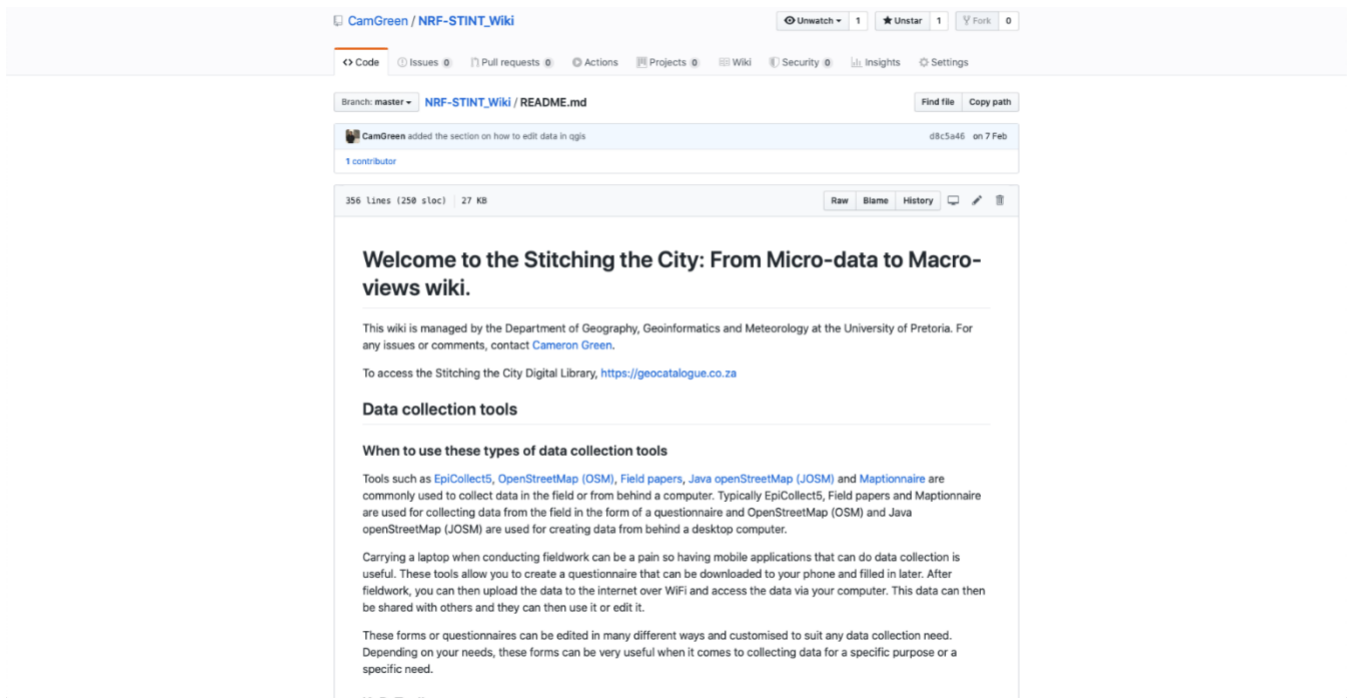 CamGreen / NRF-STINT_Wiki
Unwatch 1 Unstar 1 Fork 0
Code Issues 0 Pull requests 0 Actions Projects 0 Wiki Security 0 Insights Settings
Branch: master NRF-STINT_Wiki / README.md Find file Copy path
CamGreen added the section on how to edit data in qgis d8c5a46 on 7 Feb
1 contributor
356 lines (250 sloc) 27 KB Raw Blame History
Welcome to the Stitching the City: From Micro-data to Macro-
views wiki.
This wiki is managed by the Department of Geography, Geoinformatics and Meteorology at the University of Pretoria. For
any issues or comments, contact Cameron Green.
To access the Stitching the City Digital Library, https://geocatalogue.co.za
Data collection tools
When to use these types of data collection tools
Tools such as EpiCollect5, OpenStreetMap (OSM), Field papers, Java openStreetMap (JOSM) and Maptionnaire are
commonly used to collect data in the field or from behind a computer. Typically EpiCollect5, Field papers and Maptionnaire
are used for collecting data from the field in the form of a questionnaire and OpenStreetMap (OSM) and Java
openStreetMap (JOSM) are used for creating data from behind a desktop computer.
Carrying a laptop when conducting fieldwork can be a pain so having mobile applications that can do data collection is
useful. These tools allow you to create a questionnaire that can be downloaded to your phone and filled in later. After
fieldwork, you can then upload the data to the internet over WiFi and access the data via your computer. This data can then
be shared with others and they can then use it or edit it.
These forms or questionnaires can be edited in many different ways and customised to suit any data collection need.
Depending on your needs, these forms can be very useful when it comes to collecting data for a specific purpose or a
specific need.